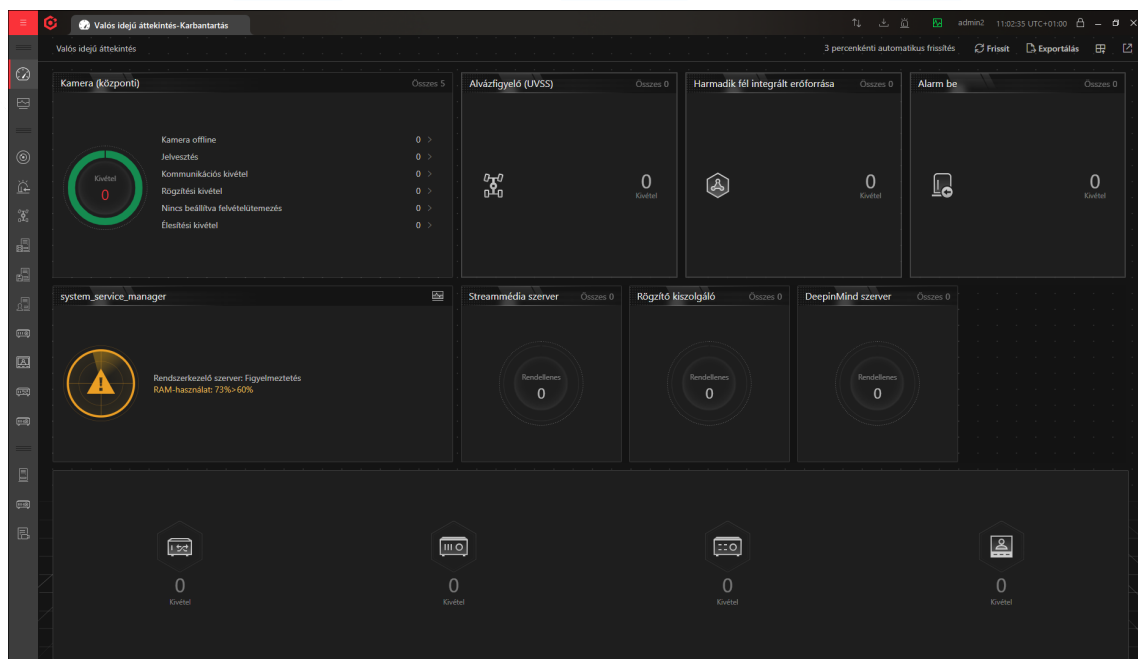 Valós idejű áttekintés-Karbantartás
admin2 11:02:35 UTC+01:00
Valós idejű áttekintés
3 percenkénti automatikus frissítés Frissít Exportálás
Kamera (központi) Összes 5
Kamera offline 0
Jelvesztés 0
Kommunikációs kivétel 0
Rögzítési kivétel 0
Nincs beállítva felvételütemezés 0
Élesítési kivétel 0
Kivétel
0
Alvázfigyelő (UVSS) Összes 0
0
Kivétel
Harmadik fél integrált erőforrása Összes 0
0
Kivétel
Alarm be Összes 0
0
Kivétel
system_service_manager
Rendszerkezelő szerver: Figyelmeztetés
RAM-használat: 73%>60%
Streammédia szerver Összes 0
Rendellenes
0
Rögzítő kiszolgáló Összes 0
Rendellenes
0
DeepinMind szerver Összes 0
Rendellenes
0
0
Kivétel
0
Kivétel
0
Kivétel
0
Kivétel